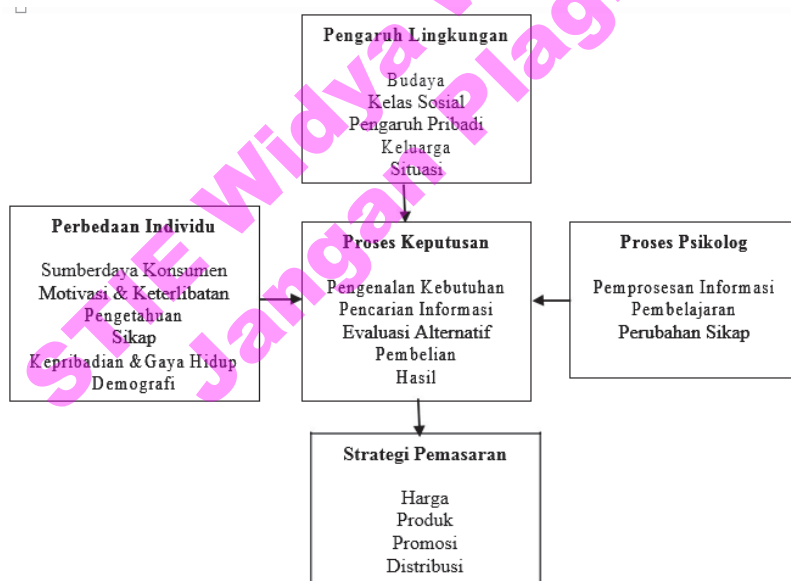 Pengaruh Lingkungan
Budaya
Kelas Sosial
Pengaruh Pribadi
Keluarga
Situasi
Perbedaan Individu
Sumberdaya Konsumen
Motivasi & Keterlibatan
Pengetahuan
Sikap
Kepribadian & Gaya Hidup
Demografi
Proses Keputusan
Pengenalan Kebutuhan
Pencarian Informasi
Evaluasi Alternatif
Pembelian
Hasil
Proses Psikolog
Pemprosesan Informasi
Pembelajaran
Perubahan Sikap
Strategi Pemasaran
Harga
Produk
Promosi
Distribusi
STIE Widya
Jangan Plag